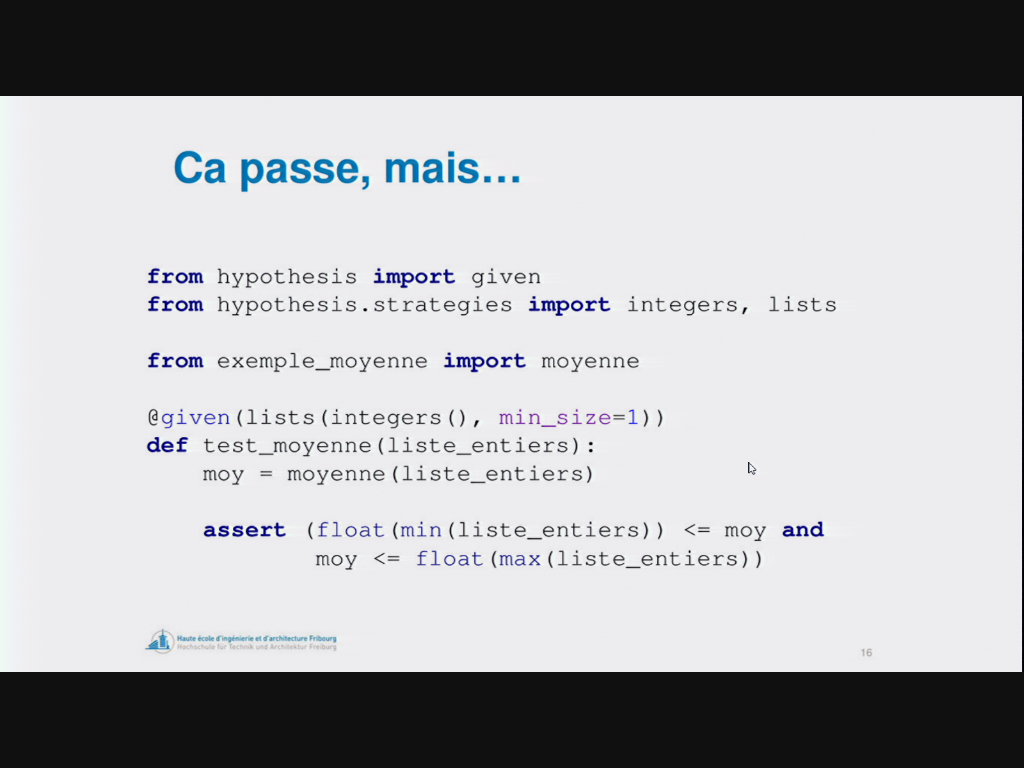 Ca passe, mais...
from hypothesis import given
from hypothesis.strategies import integers, lists
from exemple_moyenne import moyenne
@given(lists(integers(), min_size=1))
def test_moyenne(liste_entiers):
moy = moyenne(liste_entiers)
assert (float(min(liste_entiers)) <= moy and
moy <= float(max(liste_entiers))
Haute école d'ingénierie et d'architecture Fribourg
Hochschule für Technik und Architektur Freiburg
16